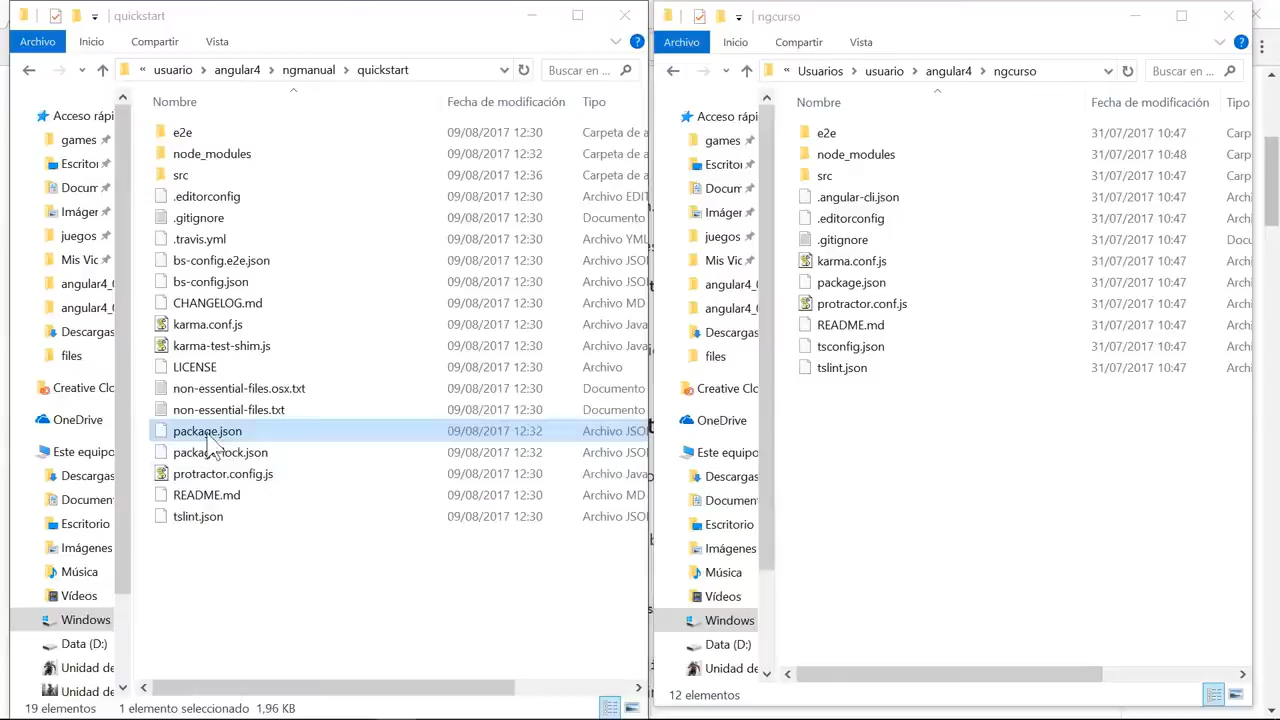 quickstart
Archivo Inicio Compartir Vista
« usuario angular4 ngmanual quickstart
Buscar en ...
Nombre Fecha de modificación Tipo
Acceso rápi
games
Escritor
Docum
Imáger
juegos
Mis Vic
angular4_
angular4_
Descargas
files
Creative Clo
OneDrive
Este equipo
Descargas
Document
Escritorio
Imágenes
Música
Vídeos
Windows
Data (D:)
Unidad de
Unidad de
e2e 09/08/2017 12:30 Carpeta de a
node_modules 09/08/2017 12:32 Carpeta de a
src 09/08/2017 12:36 Carpeta de a
.editorconfig 09/08/2017 12:30 Archivo EDIT
.gitignore 09/08/2017 12:30 Documento
.travis.yml 09/08/2017 12:30 Archivo YML
bs-config.e2e.json 09/08/2017 12:30 Archivo JSO
bs-config.json 09/08/2017 12:30 Archivo JSO
CHANGELOG.md 09/08/2017 12:30 Archivo MD
karma.conf.js 09/08/2017 12:30 Archivo Java
karma-test-shim.js 09/08/2017 12:30 Archivo Java
LICENSE 09/08/2017 12:30 Archivo
non-essential-files.osx.txt 09/08/2017 12:30 Documento
non-essential-files.txt 09/08/2017 12:30 Documento
package.json 09/08/2017 12:32 Archivo JSO
package-lock.json 09/08/2017 12:32 Archivo JSO
protractor.config.js 09/08/2017 12:30 Archivo Java
README.md 09/08/2017 12:30 Archivo MD
tslint.json 09/08/2017 12:30 Archivo JSO
19 elementos 1 elemento seleccionado 1,96 KB
ngcurso
Archivo Inicio Compartir Vista
« Usuarios usuario angular4 ngcurso
Buscar en ...
Nombre Fecha de modificación Tipo
Acceso rápi
games
Escritor
Docum
Imáger
juegos
Mis Vic
angular4_
angular4_
Descargas
files
Creative Clo
OneDrive
Este equipo
Descargas
Document
Escritorio
Imágenes
Música
Vídeos
Windows
Data (D:)
Unidad de
e2e 31/07/2017 10:47 Carp
node_modules 31/07/2017 10:48 Carp
src 31/07/2017 10:47 Carp
.angular-cli.json 31/07/2017 10:47 Archi
.editorconfig 31/07/2017 10:47 Archi
.gitignore 31/07/2017 10:47 Docu
karma.conf.js 31/07/2017 10:47 Archi
package.json 31/07/2017 10:47 Archi
protractor.conf.js 31/07/2017 10:47 Archi
README.md 31/07/2017 10:47 Archi
tsconfig.json 31/07/2017 10:47 Archi
tslint.json 31/07/2017 10:47 Archi
12 elementos